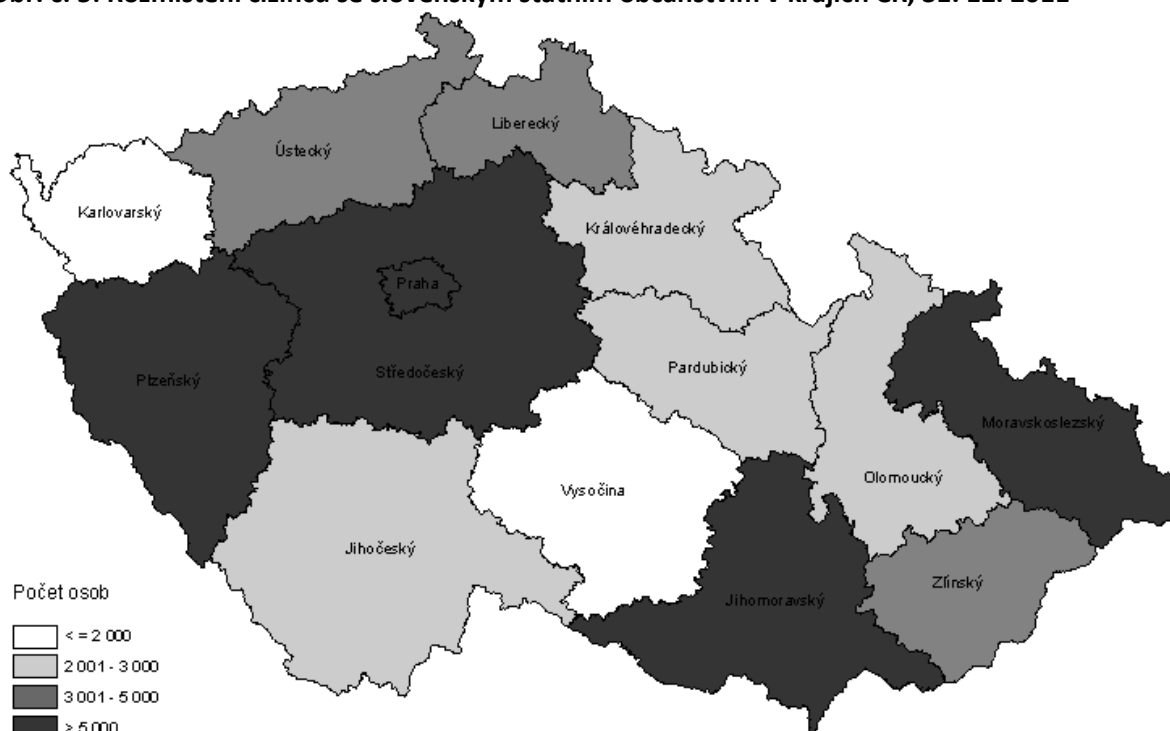 Ústecký
Liberecký
Karlovarský
Královéhradecký
Praha
Plzeňský
Středočeský
Pardubický
Moravskoslezský
Olomoucký
Vysočina
Jihočeský
Zlínský
Jihomoravský
Počet osob
< = 2 000
2 001 - 3 000
3 001 - 5 000
> 5 000